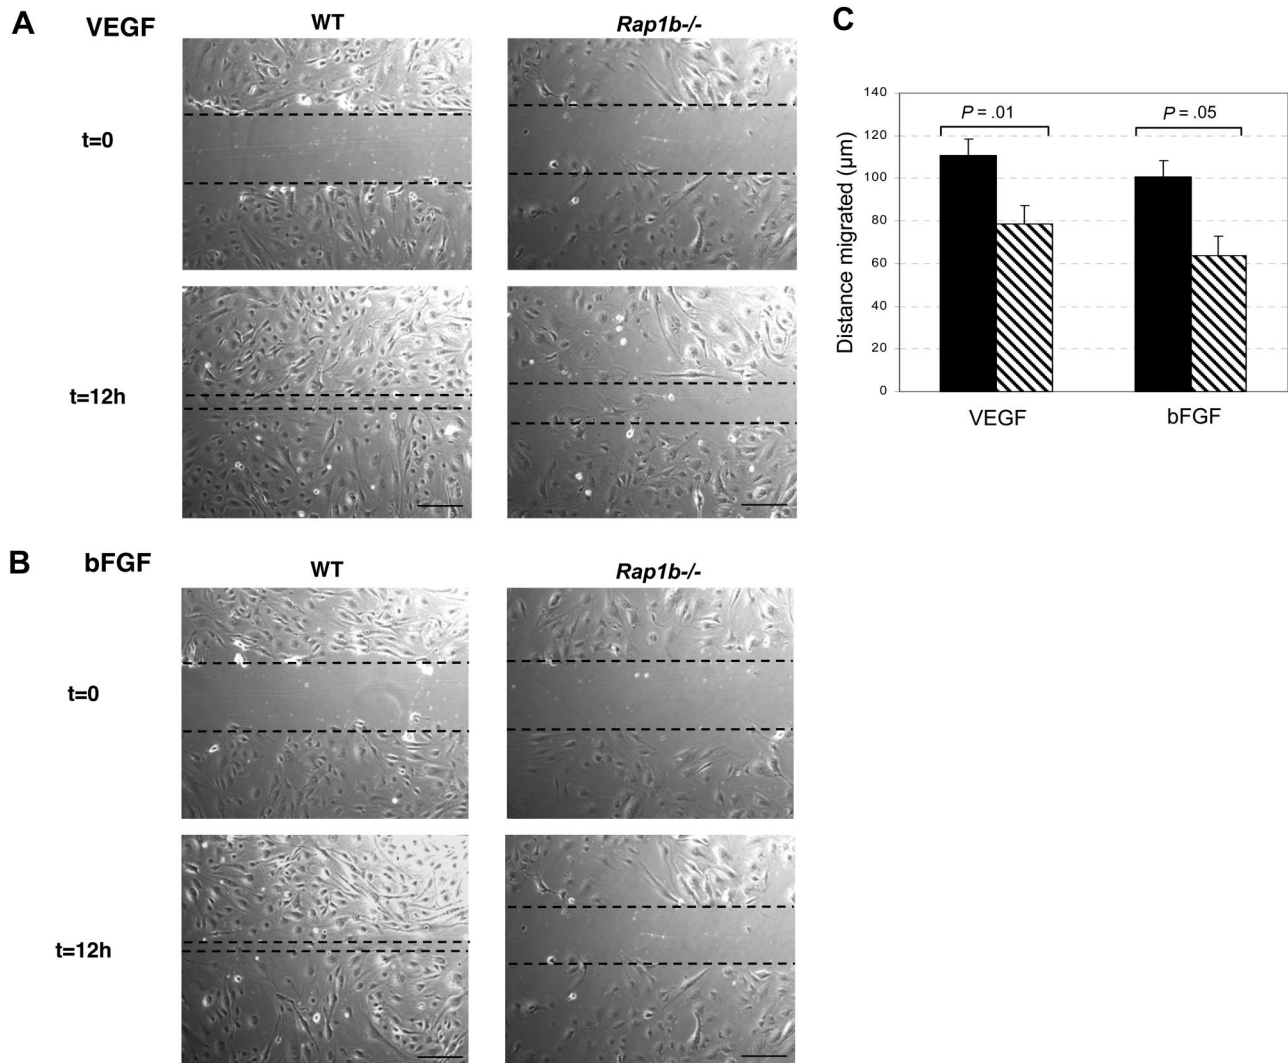 A
VEGF
WT
Rap1b-/-
t=0
t=12h
B
bFGF
WT
Rap1b-/-
t=0
t=12h
C
Distance migrated (μm)
140
120
100
80
60
40
20
0
P = .01
P = .05
VEGF
bFGF